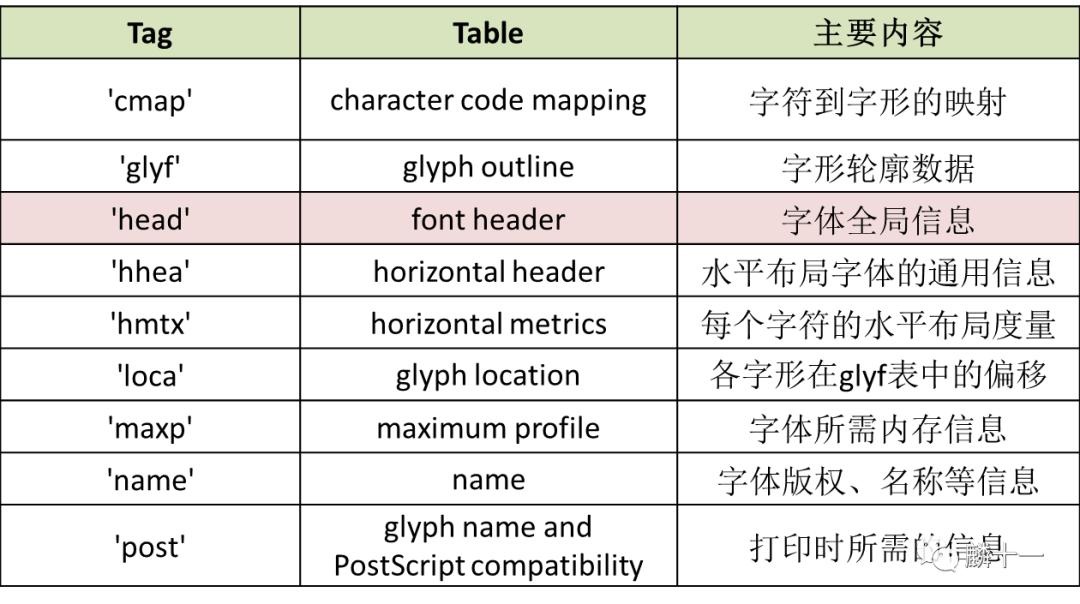 Tag Table 主要内容
'cmap' character code mapping 字符到字形的映射
'glyf' glyph outline 字形轮廓数据
'head' font header 字体全局信息
'hhea' horizontal header 水平布局字体的通用信息
'hmtx' horizontal metrics 每个字符的水平布局度量
'loca' glyph location 各字形在glyf表中的偏移
'maxp' maximum profile 字体所需内存信息
'name' name 字体版权、名称等信息
'post' glyph name and
PostScript compatibility 打印时所需的信息
麟十一